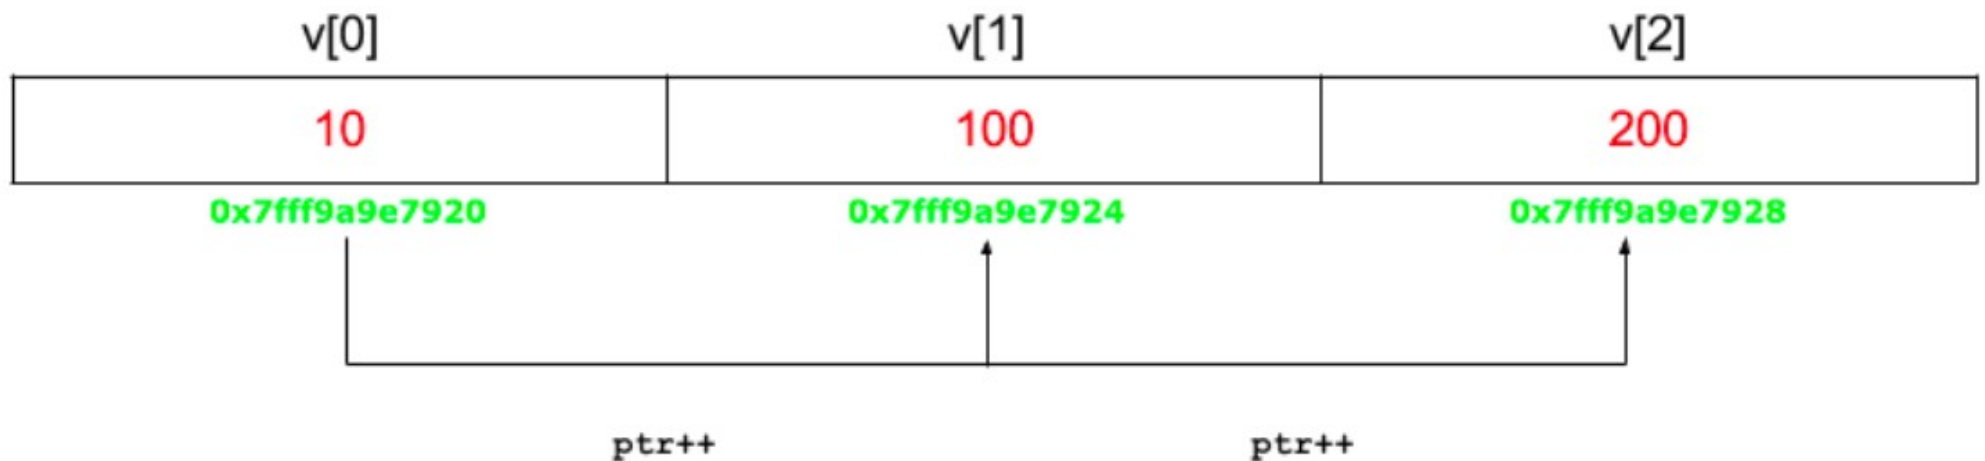 v[0] v[1] v[2]
10 100 200
0x7fff9a9e7920 0x7fff9a9e7924 0x7fff9a9e7928
ptr++ ptr++